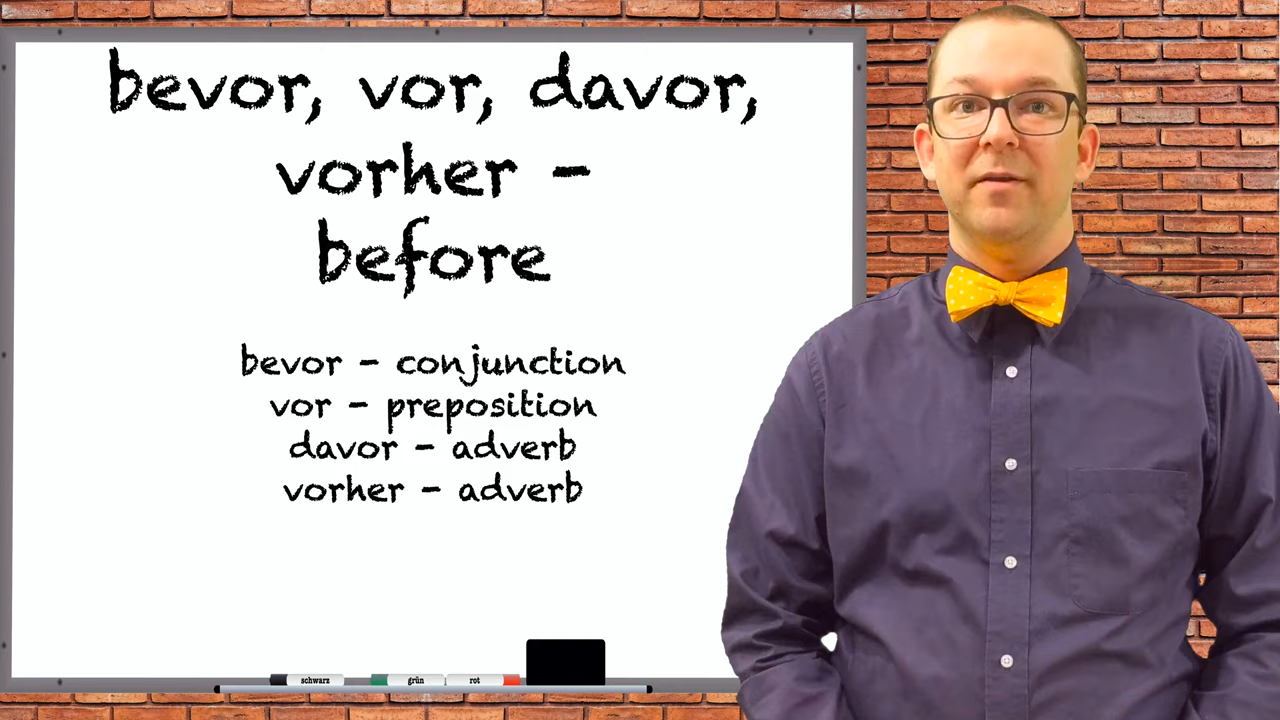 bevor, vor, davor,
vorher -
before
bevor - conjunction
vor - preposition
davor - adverb
vorher - adverb
schwarz
grün
rot